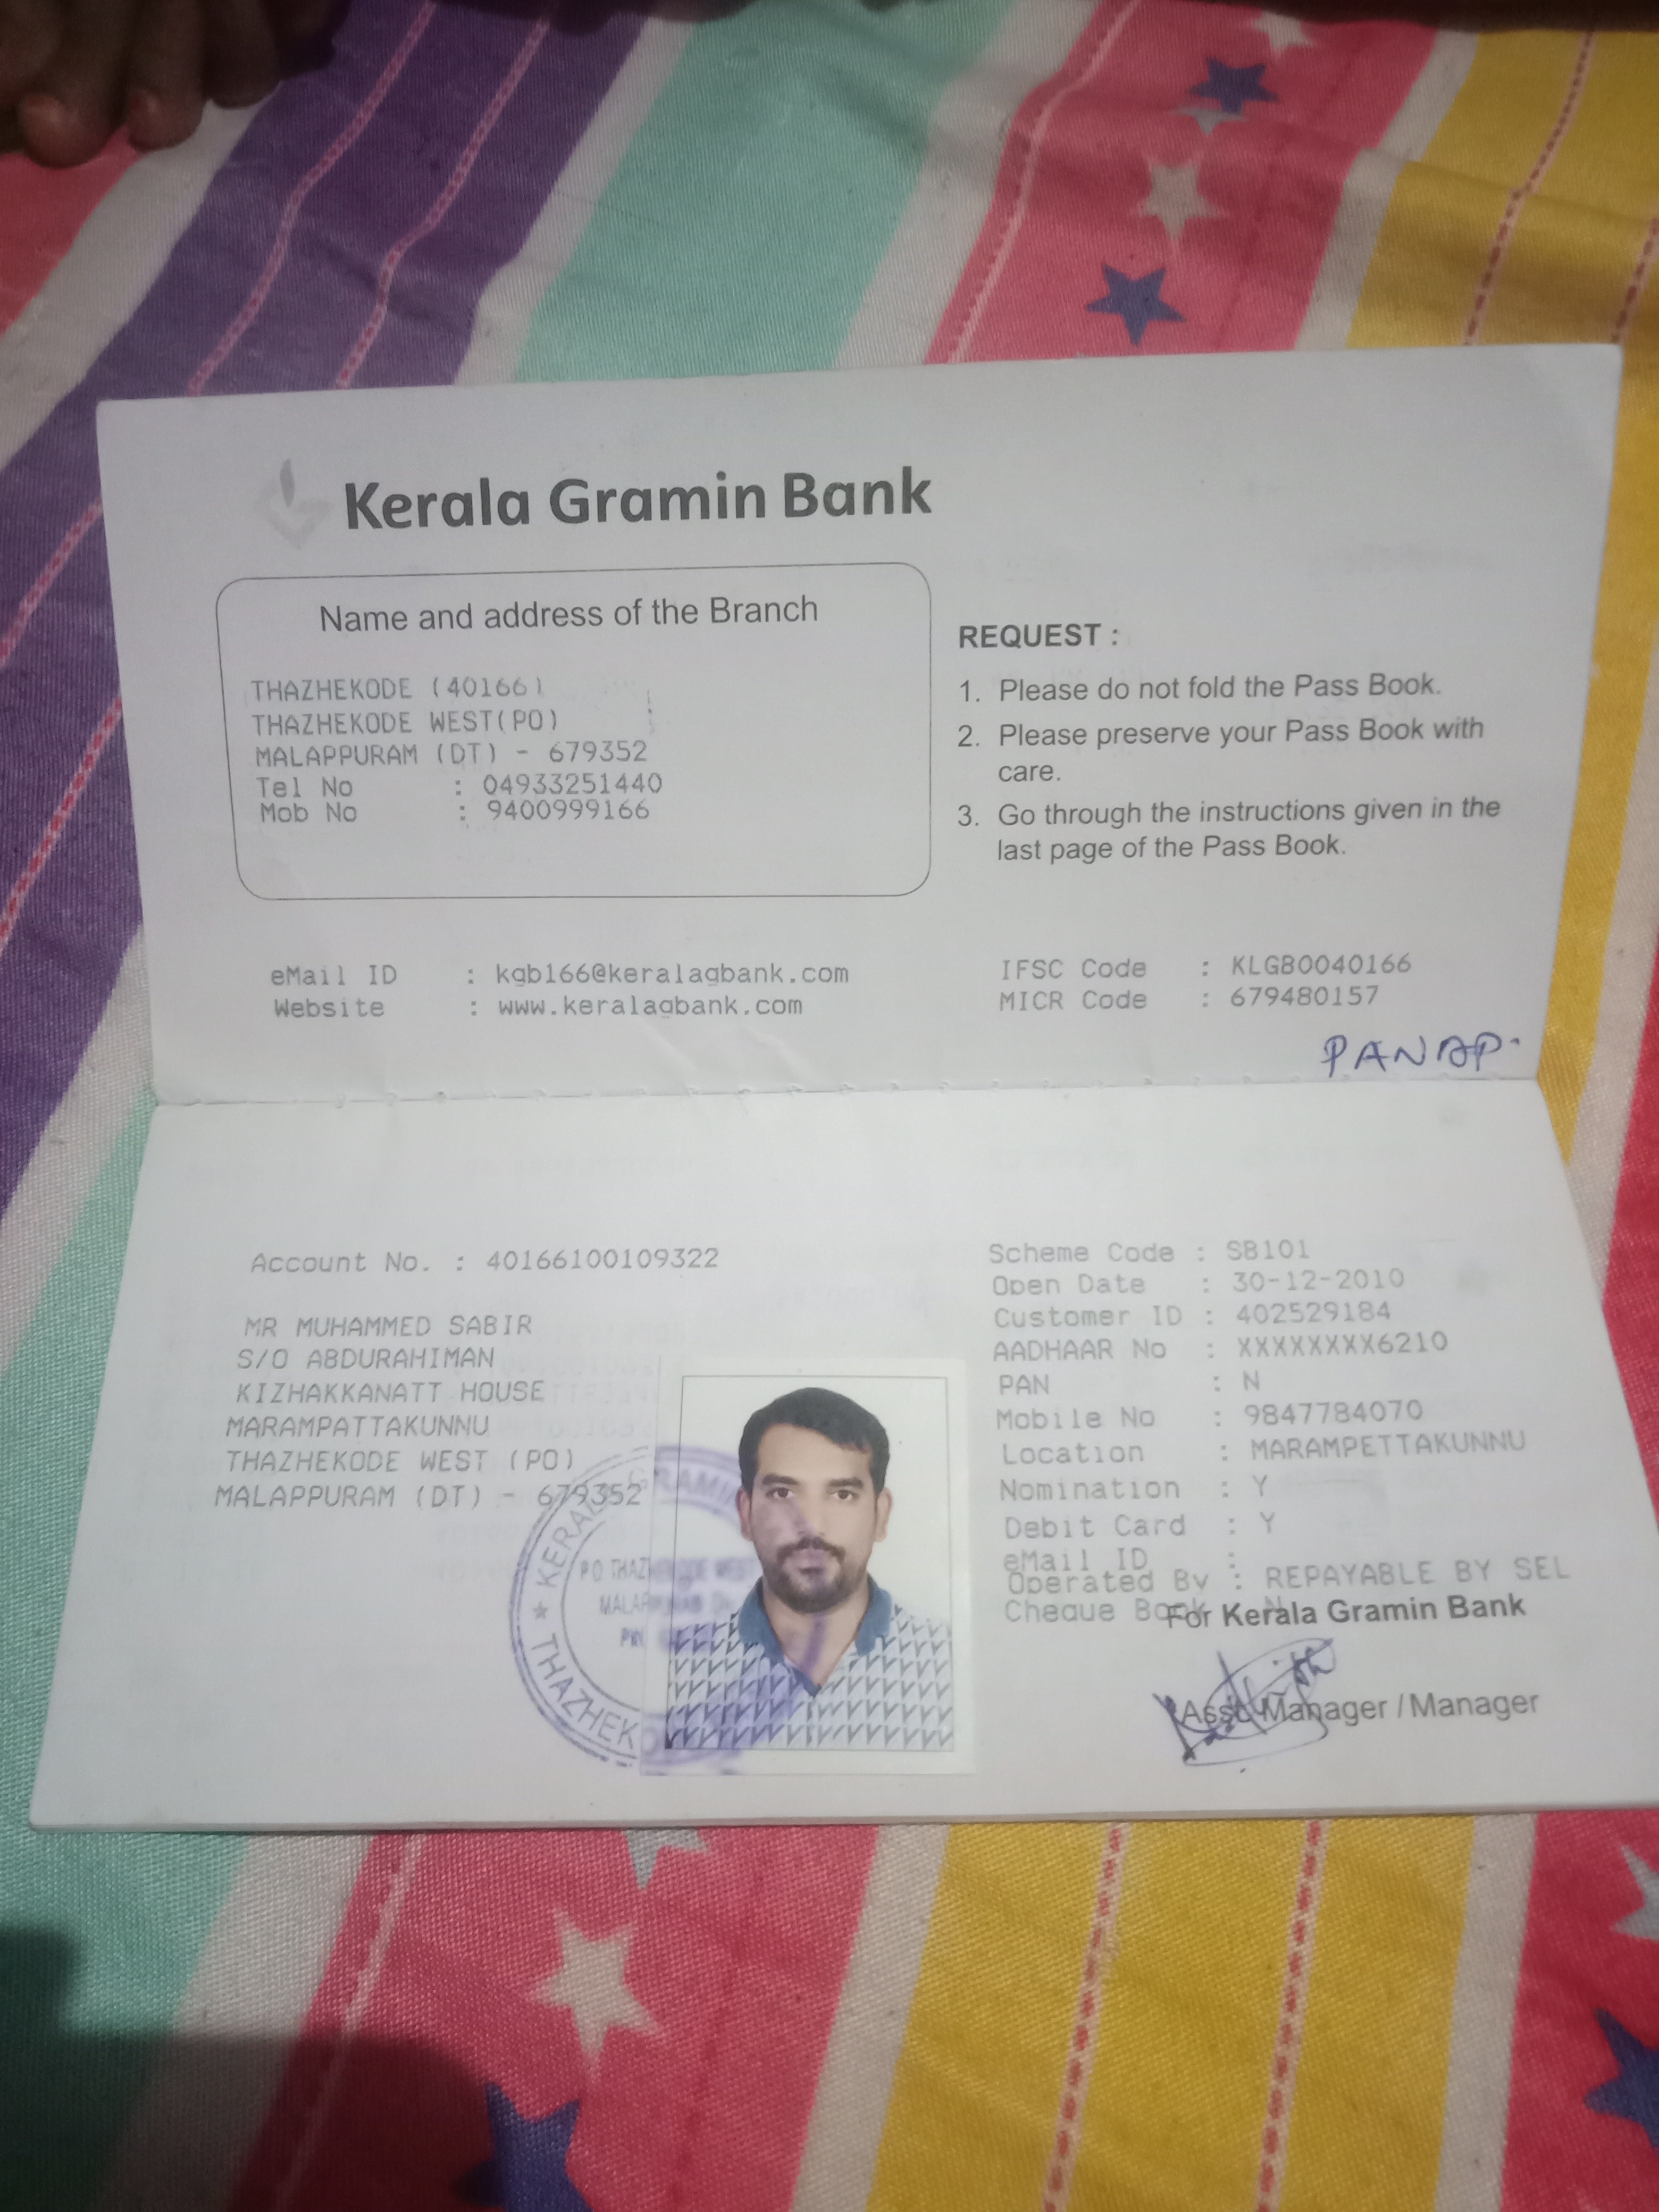 Kerala Gramin Bank
Name and address of the Branch
THAZHEKODE (40166)
THAZHEKODE WEST(PO)
MALAPPURAM (DT) - 679352
Tel No : 04933251440
Mob No : 9400999166
REQUEST :
1. Please do not fold the Pass Book.
2. Please preserve your Pass Book with
care.
3. Go through the instructions given in the
last page of the Pass Book.
eMail ID : kgb166@keralagbank.com
Website : www.keralagbank.com
IFSC Code : KLGB0040166
MICR Code : 679480157
Account No. : 40166100109322
MR MUHAMMED SABIR
S/O ABDURAHIMAN
KIZHAKKANATT HOUSE
MARAMPATTAKUNNU
THAZHEKODE WEST (PO)
MALAPPURAM (DT) - 679352
KERALA GRAMIN
P.O THAZHEKODE WEST
Scheme Code : SB101
Open Date : 30-12-2010
Customer ID : 402529184
AADHAAR No : XXXXXXXX6210
PAN : N
Mobile No : 9847784070
Location : MARAMPETTAKUNNU
Nomination : Y
Debit Card : Y
eMail ID :
Operated By : REPAYABLE BY SEL
Cheque Book : N
For Kerala Gramin Bank
Asst. Manager / Manager